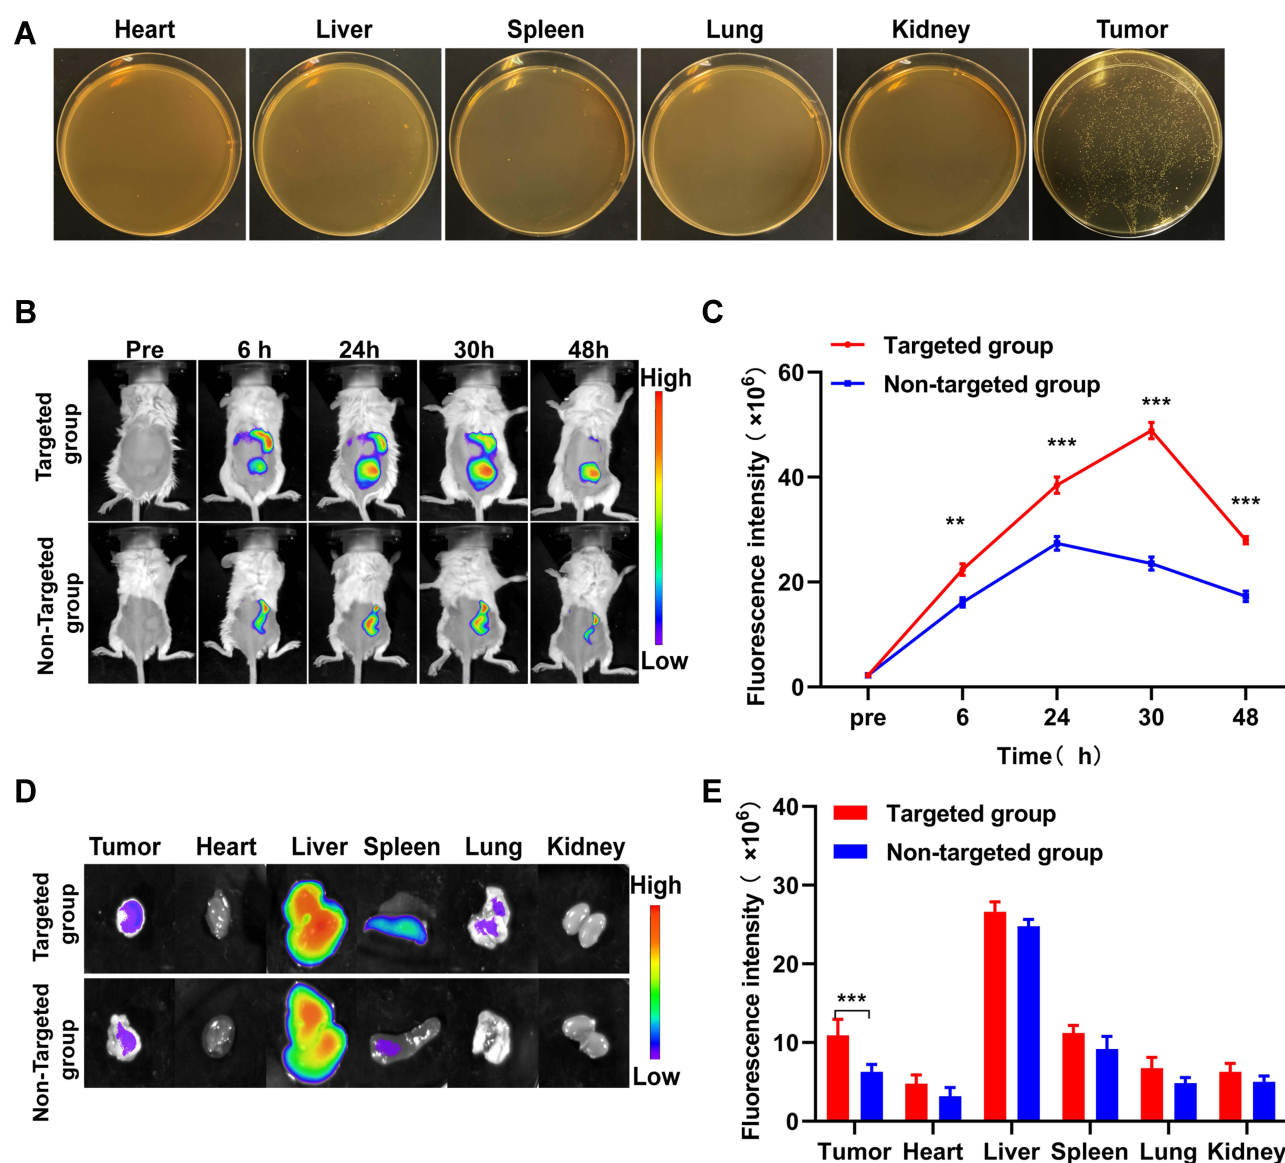 A
Heart Liver Spleen Lung Kidney Tumor
B
Pre 6 h 24h 30h 48h
Targeted
group
Non-Targeted
group
High
Low
C
Targeted group
Non-targeted group
Fluorescence intensity ( ×10⁶)
60
40
20
0
** *** *** ***
pre 6 24 30 48
Time( h)
D
Tumor Heart Liver Spleen Lung Kidney
Targeted
group
Non-Targeted
group
High
Low
E
Targeted group
Non-targeted group
Fluorescence intensity ( ×10⁶)
40
30
20
10
0
***
Tumor Heart Liver Spleen Lung Kidney